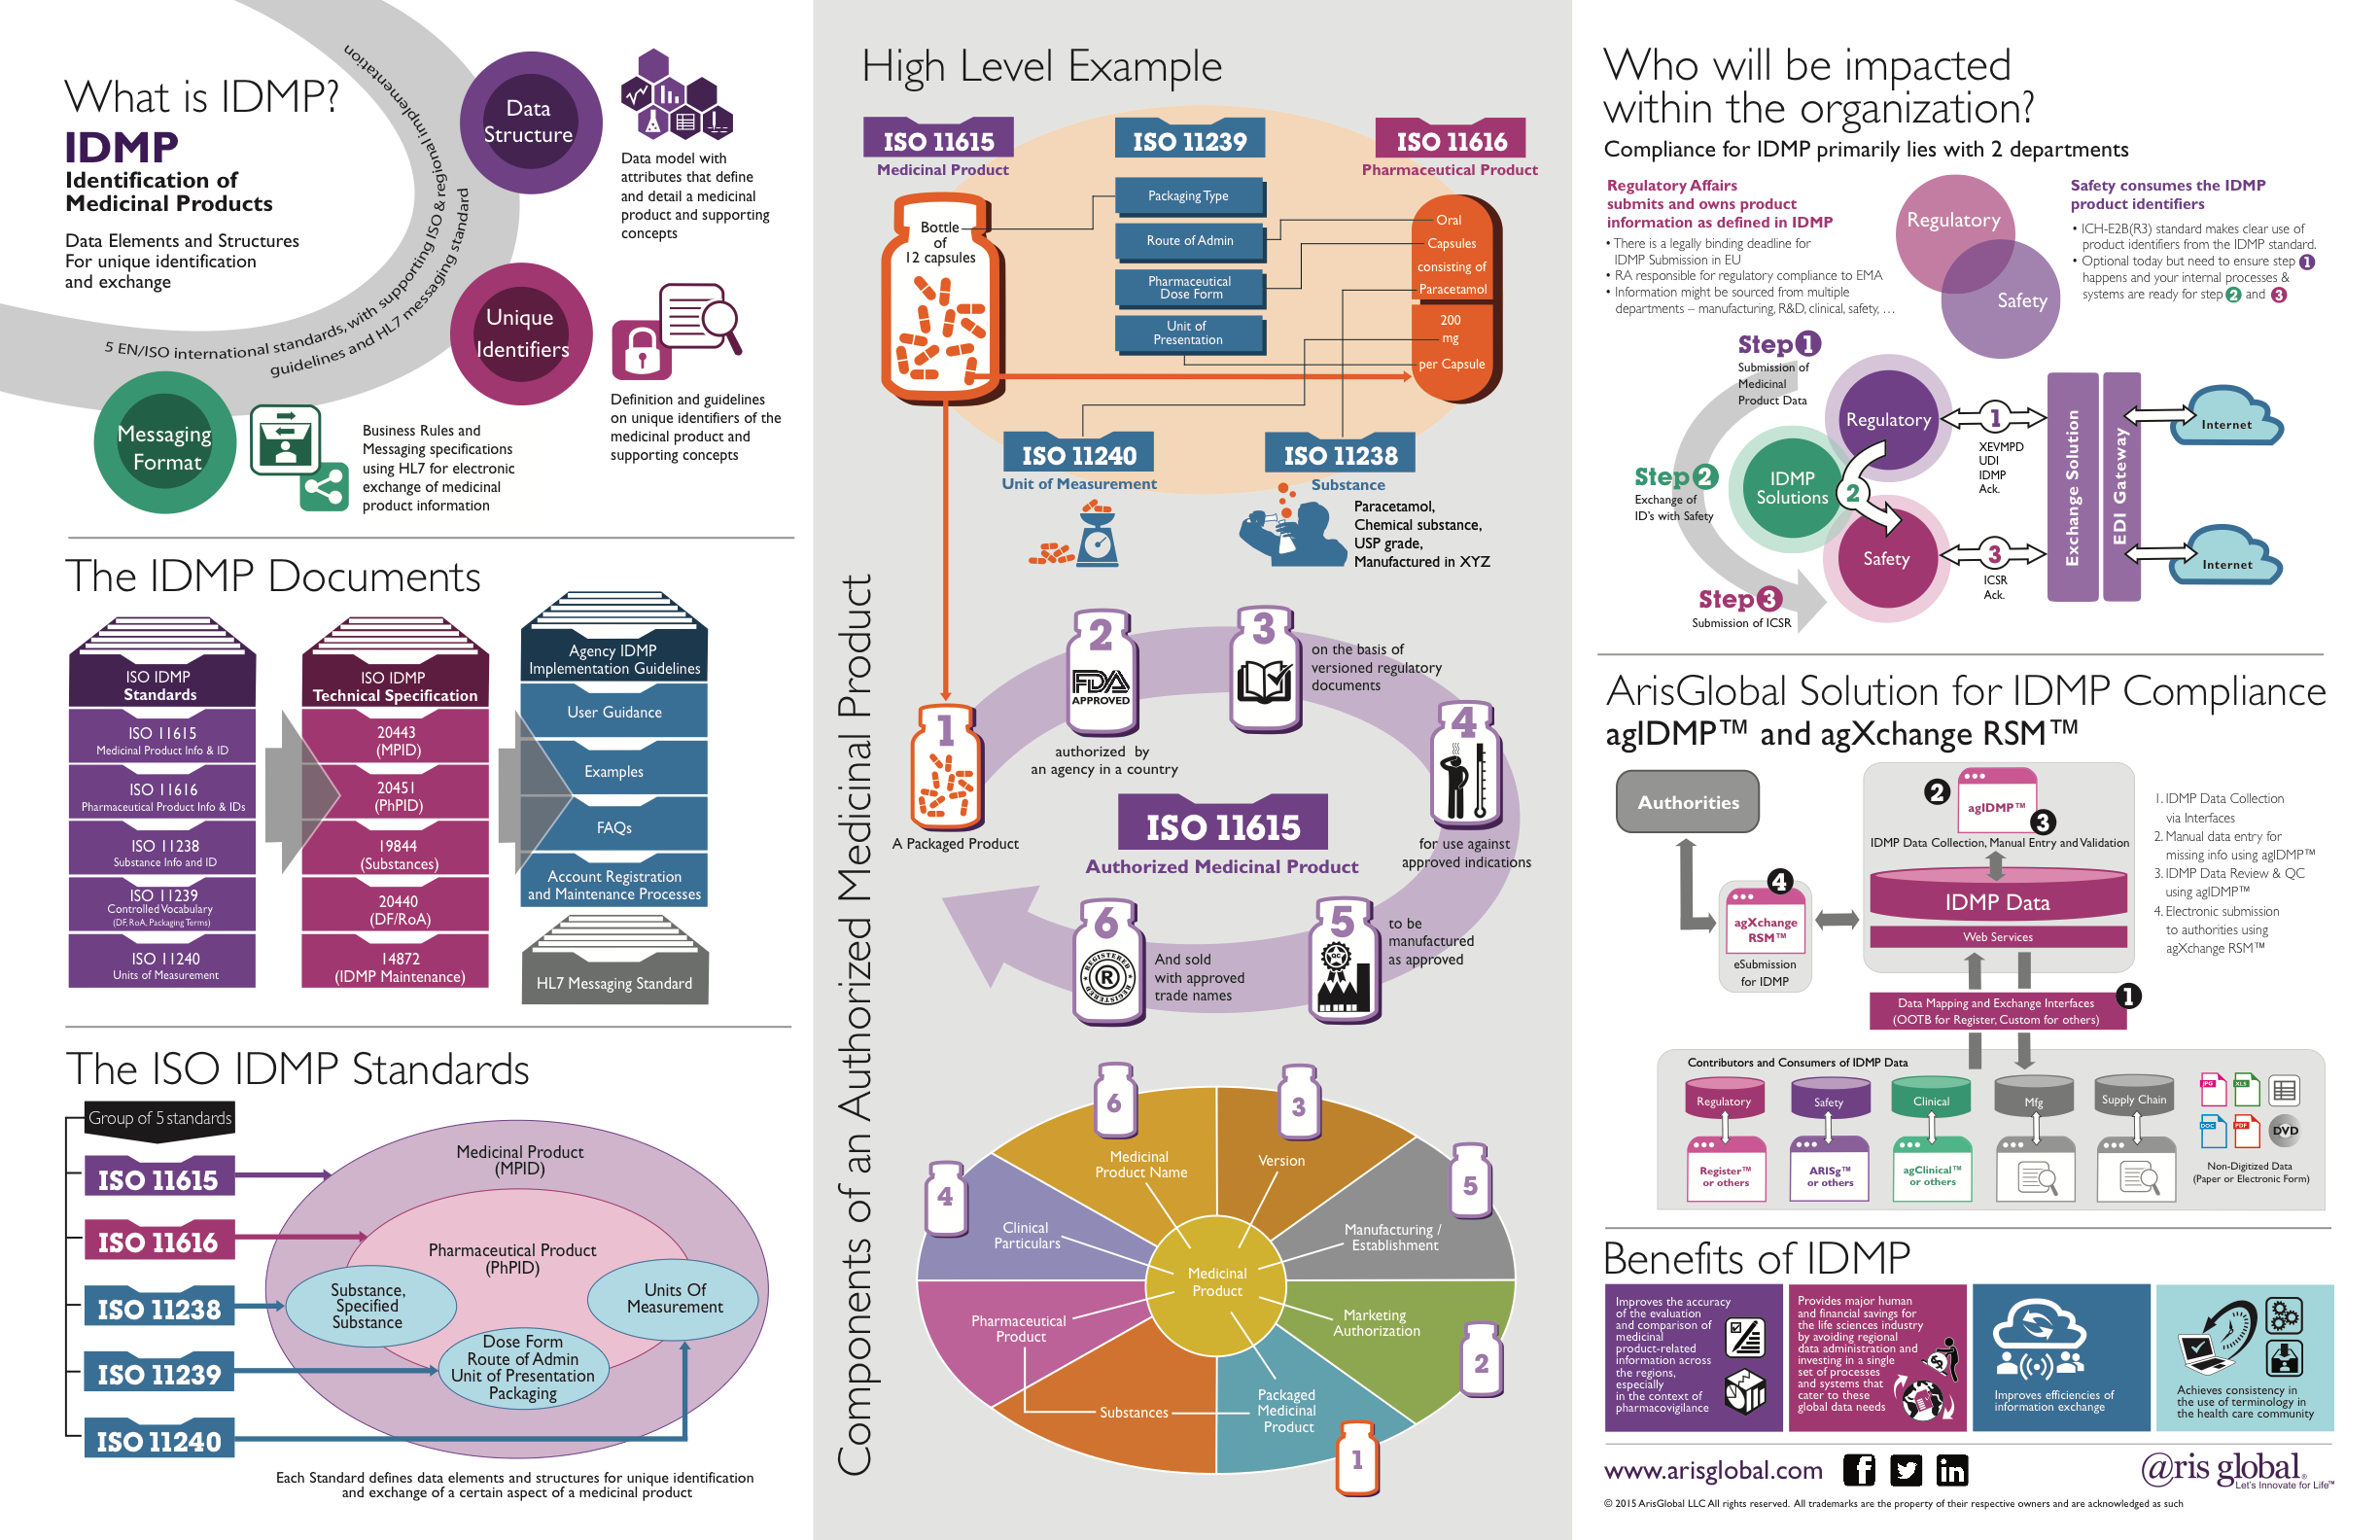 What is IDMP?
IDMP
Identification of
Medicinal Products
Data Elements and Structures
For unique identification
and exchange
5 EN/ISO international standards, with supporting ISO & regional implementation
guidelines and HL7 messaging standard
Data
Structure
Data model with
attributes that define
and detail a medicinal
product and supporting
concepts
Unique
Identifiers
Definition and guidelines
on unique identifiers of the
medicinal product and
supporting concepts
Messaging
Format
Business Rules and
Messaging specifications
using HL7 for electronic
exchange of medicinal
product information
The IDMP Documents
ISO IDMP
Standards
ISO 11615
Medicinal Product Info & ID
ISO 11616
Pharmaceutical Product Info & IDs
ISO 11238
Substance Info and ID
ISO 11239
Controlled Vocabulary
(DF, RoA, Packaging Terms)
ISO 11240
Units of Measurement
ISO IDMP
Technical Specification
20443
(MPID)
20451
(PhPID)
19844
(Substances)
20440
(DF/RoA)
14872
(IDMP Maintenance)
Agency IDMP
Implementation Guidelines
User Guidance
Examples
FAQs
Account Registration
and Maintenance Processes
HL7 Messaging Standard
The ISO IDMP Standards
Group of 5 standards
ISO 11615
ISO 11616
ISO 11238
ISO 11239
ISO 11240
Medicinal Product
(MPID)
Pharmaceutical Product
(PhPID)
Substance,
Specified
Substance
Units Of
Measurement
Dose Form
Route of Admin
Unit of Presentation
Packaging
Each Standard defines data elements and structures for unique identification
and exchange of a certain aspect of a medicinal product
High Level Example
ISO 11615
Medicinal Product
ISO 11239
ISO 11616
Pharmaceutical Product
Bottle
of
12 capsules
Packaging Type
Route of Admin
Pharmaceutical
Dose Form
Unit of
Presentation
Oral
Capsules
consisting of
Paracetamol
200
mg
per Capsule
ISO 11240
Unit of Measurement
ISO 11238
Substance
Paracetamol,
Chemical substance,
USP grade,
Manufactured in XYZ
Components of an Authorized Medicinal Product
1
A Packaged Product
2
FDA
APPROVED
authorized by
an agency in a country
3
on the basis of
versioned regulatory
documents
4
for use against
approved indications
ISO 11615
Authorized Medicinal Product
5
QC
to be
manufactured
as approved
6
REGISTERED
R
REGISTERED
And sold
with approved
trade names
6
3
4
5
2
1
Medicinal
Product Name
Version
Clinical
Particulars
Manufacturing /
Establishment
Medicinal
Product
Pharmaceutical
Product
Marketing
Authorization
Substances
Packaged
Medicinal
Product
Who will be impacted
within the organization?
Compliance for IDMP primarily lies with 2 departments
Regulatory Affairs
submits and owns product
information as defined in IDMP
• There is a legally binding deadline for
IDMP Submission in EU
• RA responsible for regulatory compliance to EMA
• Information might be sourced from multiple
departments – manufacturing, R&D, clinical, safety, …
Regulatory
Safety
Safety consumes the IDMP
product identifiers
• ICH-E2B(R3) standard makes clear use of
product identifiers from the IDMP standard.
• Optional today but need to ensure step 1
happens and your internal processes &
systems are ready for step 2 and 3
Step 1
Submission of
Medicinal
Product Data
Step 2
Exchange of
ID's with Safety
Step 3
Submission of ICSR
Regulatory
IDMP
Solutions
Safety
2
1
XEVMPD
UDI
IDMP
Ack.
3
ICSR
Ack.
Exchange Solution
EDI Gateway
Internet
Internet
ArisGlobal Solution for IDMP Compliance
agIDMP™ and agXchange RSM™
Authorities
2
agIDMP™
3
IDMP Data Collection, Manual Entry and Validation
IDMP Data
Web Services
4
agXchange
RSM™
eSubmission
for IDMP
1. IDMP Data Collection
via Interfaces
2. Manual data entry for
missing info using agIDMP™
3. IDMP Data Review & QC
using agIDMP™
4. Electronic submission
to authorities using
agXchange RSM™
Data Mapping and Exchange Interfaces
(OOTB for Register, Custom for others)
1
Contributors and Consumers of IDMP Data
Regulatory
Safety
Clinical
Mfg
Supply Chain
Register™
or others
ARISg™
or others
agClinical™
or others
JPG
XLS
DOC
PDF
DVD
Non-Digitized Data
(Paper or Electronic Form)
Benefits of IDMP
Improves the accuracy
of the evaluation
and comparison of
medicinal
product-related
information across
the regions,
especially
in the context of
pharmacovigilance
Provides major human
and financial savings for
the life sciences industry
by avoiding regional
data administration and
investing in a single
set of processes
and systems that
cater to these
global data needs
Improves efficiencies of
information exchange
Achieves consistency in
the use of terminology in
the health care community
www.arisglobal.com
@ris global®
Let's Innovate for Life™
© 2015 ArisGlobal LLC All rights reserved. All trademarks are the property of their respective owners and are acknowledged as such